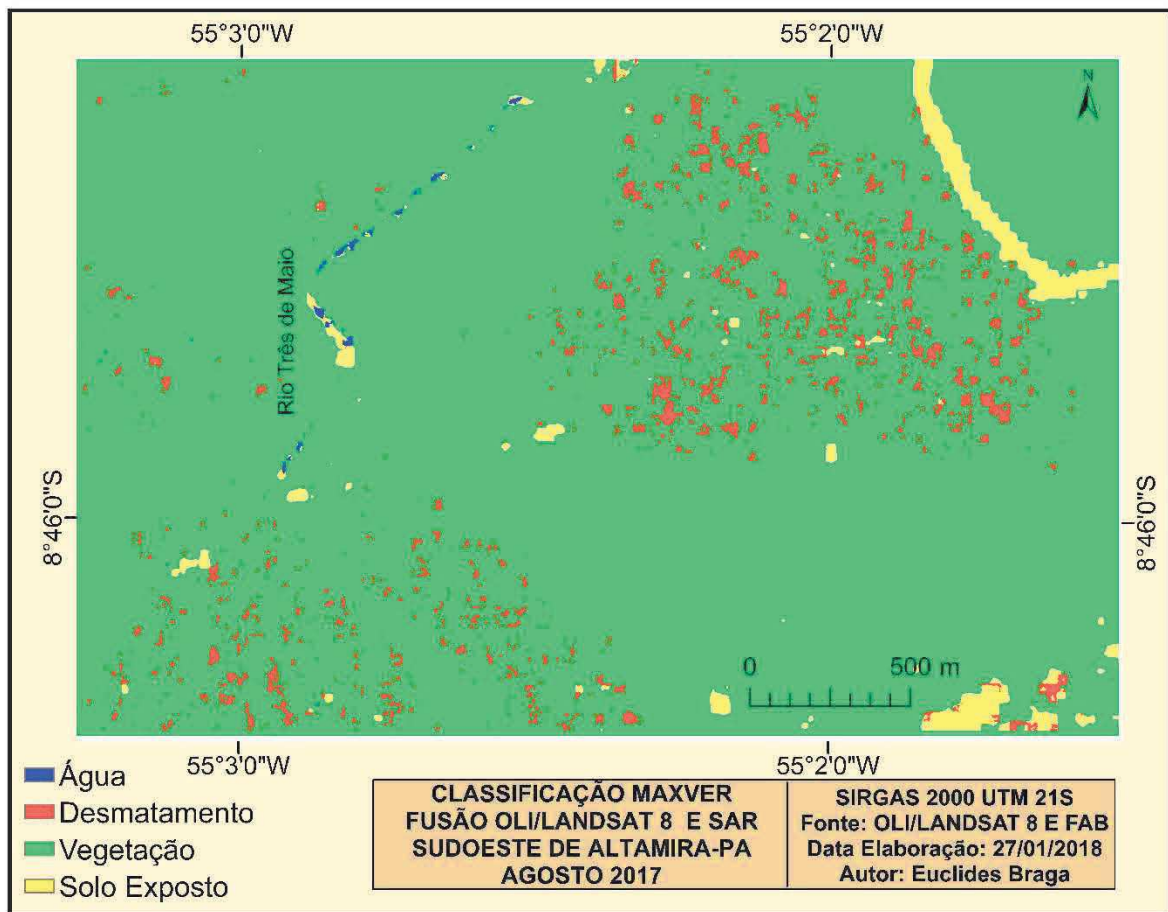 55°3'0"W
55°2'0"W
N
Rio Três de Maio
8°46'0"S
8°46'0"S
0
500 m
55°3'0"W
55°2'0"W
Água
Desmatamento
Vegetação
Solo Exposto
CLASSIFICAÇÃO MAXVER
FUSÃO OLI/LANDSAT 8 E SAR
SUDOESTE DE ALTAMIRA-PA
AGOSTO 2017
SIRGAS 2000 UTM 21S
Fonte: OLI/LANDSAT 8 E FAB
Data Elaboração: 27/01/2018
Autor: Euclides Braga